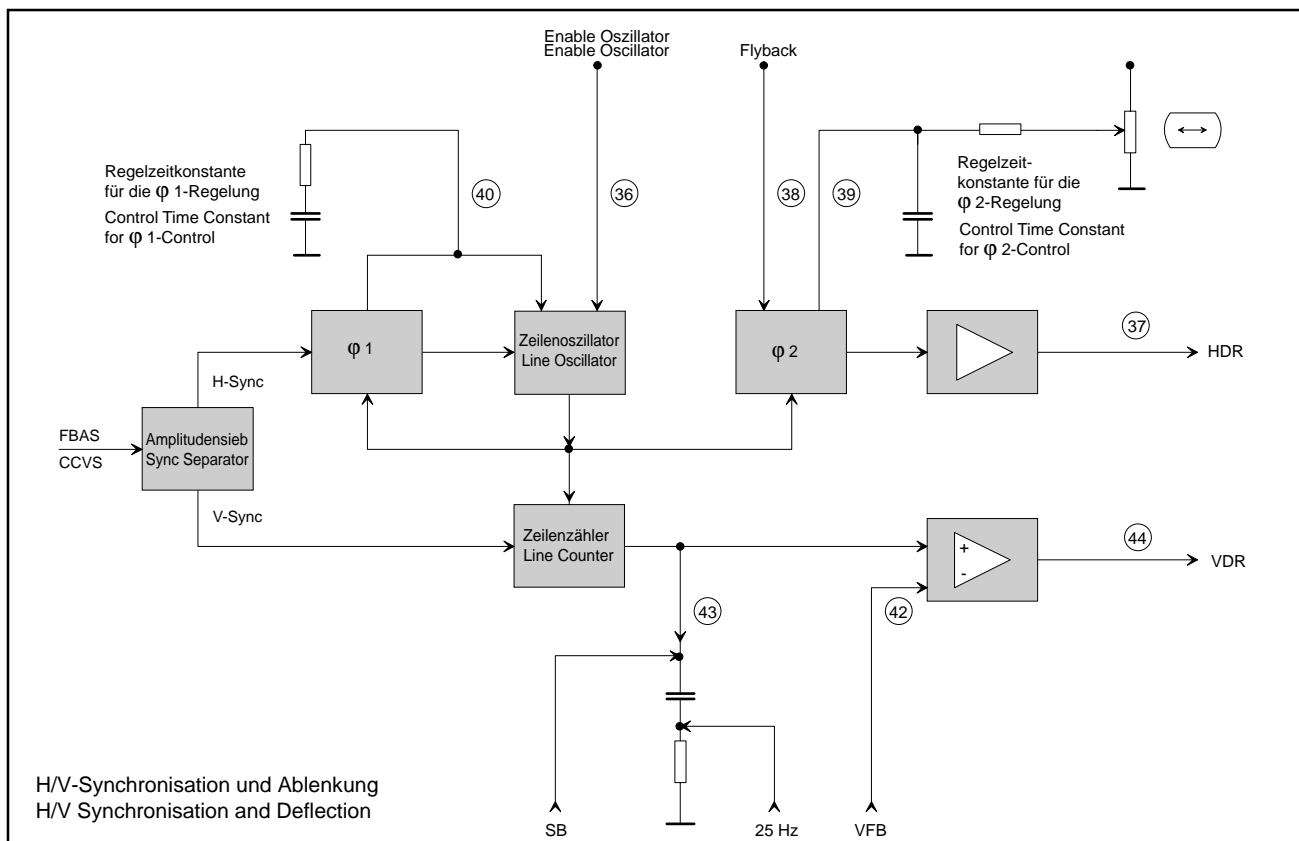 Enable Oszillator
Enable Oscillator
Flyback
Regelzeitkonstante
für die φ 1-Regelung
Control Time Constant
for φ 1-Control
40
36
38
39
Regelzeit-
konstante für die
φ 2-Regelung
Control Time Constant
for φ 2-Control
φ 1
Zeilenoszillator
Line Oscillator
φ 2
37
HDR
H-Sync
FBAS
CCVS
Amplitudensieb
Sync Separator
V-Sync
Zeilenzähler
Line Counter
+
-
44
VDR
43
42
H/V-Synchronisation und Ablenkung
H/V Synchronisation and Deflection
SB
25 Hz
VFB